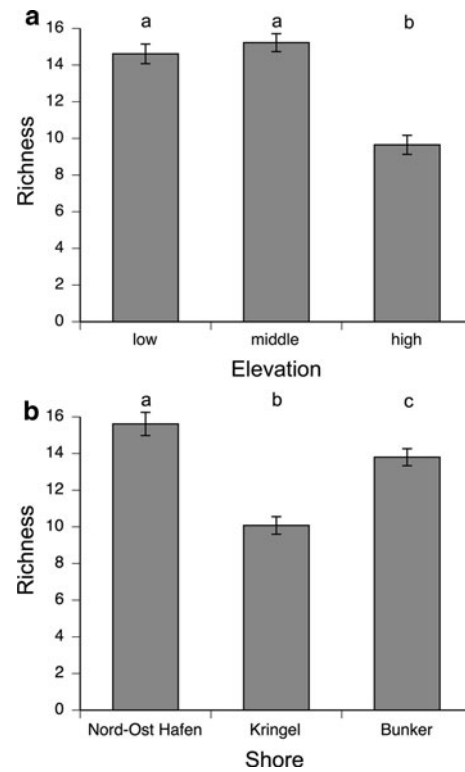 a
a a b
16
14
12
10
8
6
4
2
0
Richness
low middle high
Elevation
b
a b c
16
14
12
10
8
6
4
2
0
Richness
Nord-Ost Hafen Kringel Bunker
Shore